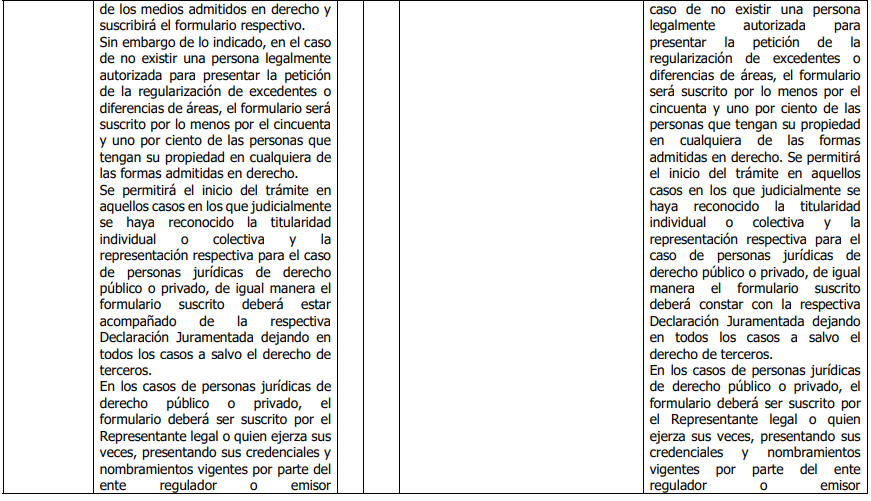 de los medios admitidos en derecho y
suscribirá el formulario respectivo.
Sin embargo de lo indicado, en el caso
de no existir una persona legalmente
autorizada para presentar la petición
de la regularización de excedentes o
diferencias de áreas, el formulario será
suscrito por lo menos por el cincuenta
y uno por ciento de las personas que
tengan su propiedad en cualquiera de
las formas admitidas en derecho.
Se permitirá el inicio del trámite en
aquellos casos en los que judicialmente
se haya reconocido la titularidad
individual o colectiva y la
representación respectiva para el caso
de personas jurídicas de derecho
público o privado, de igual manera el
formulario suscrito deberá estar
acompañado de la respectiva
Declaración Juramentada dejando en
todos los casos a salvo el derecho de
terceros.
En los casos de personas jurídicas de
derecho público o privado, el
formulario deberá ser suscrito por el
Representante legal o quien ejerza sus
veces, presentando sus credenciales y
nombramientos vigentes por parte del
ente regulador o emisor
caso de no existir una persona
legalmente autorizada para
presentar la petición de la
regularización de excedentes o
diferencias de áreas, el formulario
será suscrito por lo menos por el
cincuenta y uno por ciento de las
personas que tengan su propiedad
en cualquiera de las formas
admitidas en derecho. Se permitirá
el inicio del trámite en aquellos
casos en los que judicialmente se
haya reconocido la titularidad
individual o colectiva y la
representación respectiva para el
caso de personas jurídicas de
derecho público o privado, de igual
manera el formulario suscrito
deberá constar con la respectiva
Declaración Juramentada dejando
en todos los casos a salvo el
derecho de terceros.
En los casos de personas jurídicas
de derecho público o privado, el
formulario deberá ser suscrito por
el Representante legal o quien
ejerza sus veces, presentando sus
credenciales y nombramientos
vigentes por parte del ente
regulador o emisor